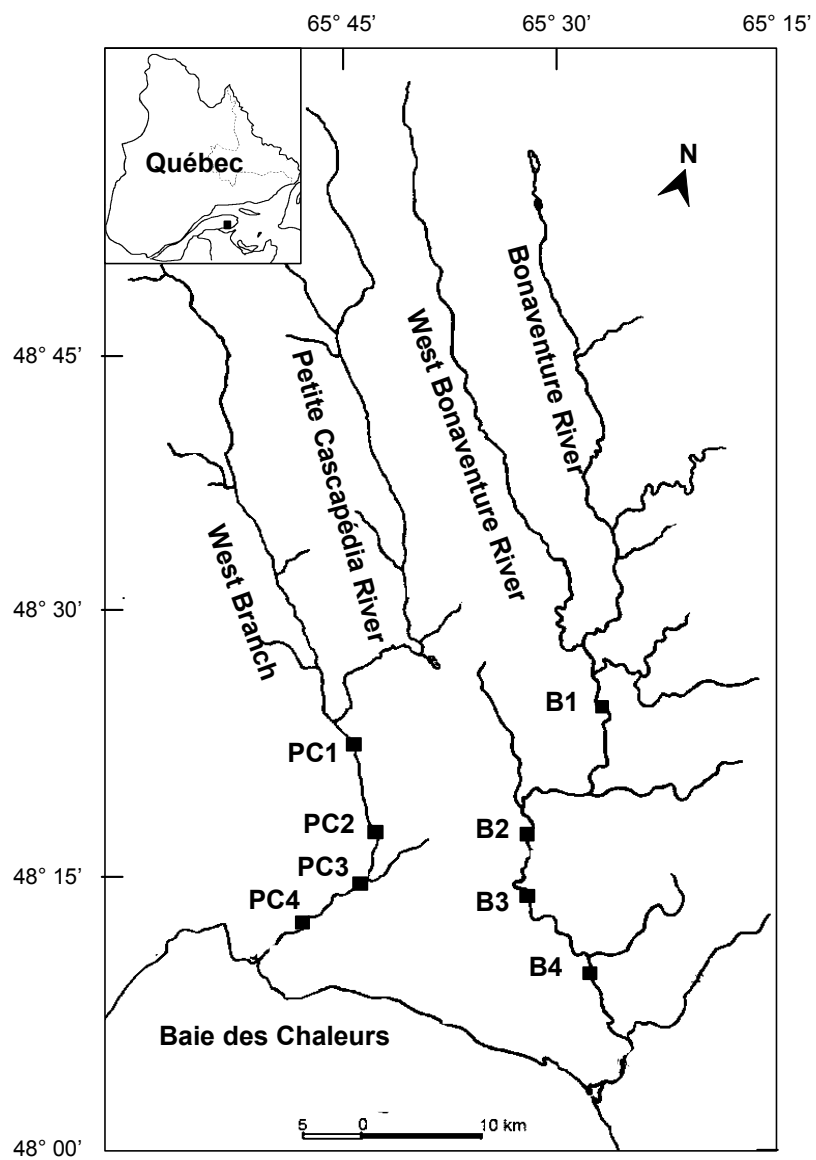 65° 45’ 65° 30’ 65° 15’
Québec
N
48° 45’
48° 30’
48° 15’
48° 00’
Bonaventure River
West Bonaventure River
Petite Cascapédia River
West Branch
B1
PC1
PC2
B2
PC3
B3
PC4
B4
Baie des Chaleurs
5 0 10 km